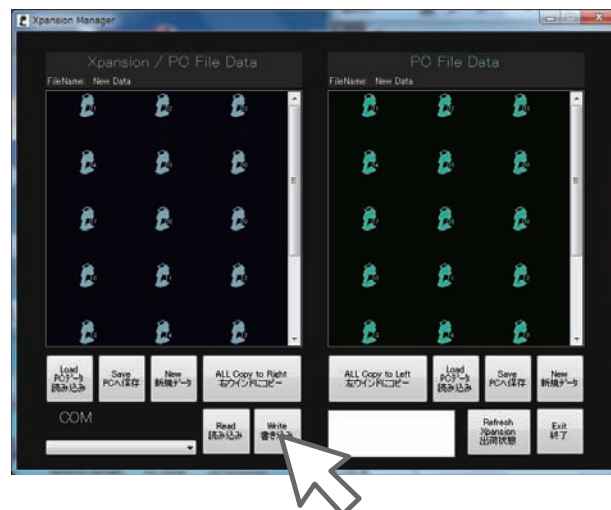 Xpansion Manager
Xpansion / PC File Data
FileName: New Data
PC File Data
FileName: New Data
Load
PCデータ
読み込み
Save
PCへ保存
New
新規データ
ALL Copy to Right
右ウインドにコピー
ALL Copy to Left
左ウインドにコピー
Load
PCデータ
読み込み
Save
PCへ保存
New
新規データ
COM
Read
読み込み
Write
書き込み
Refresh
Xpansion
出荷状態
Exit
終了